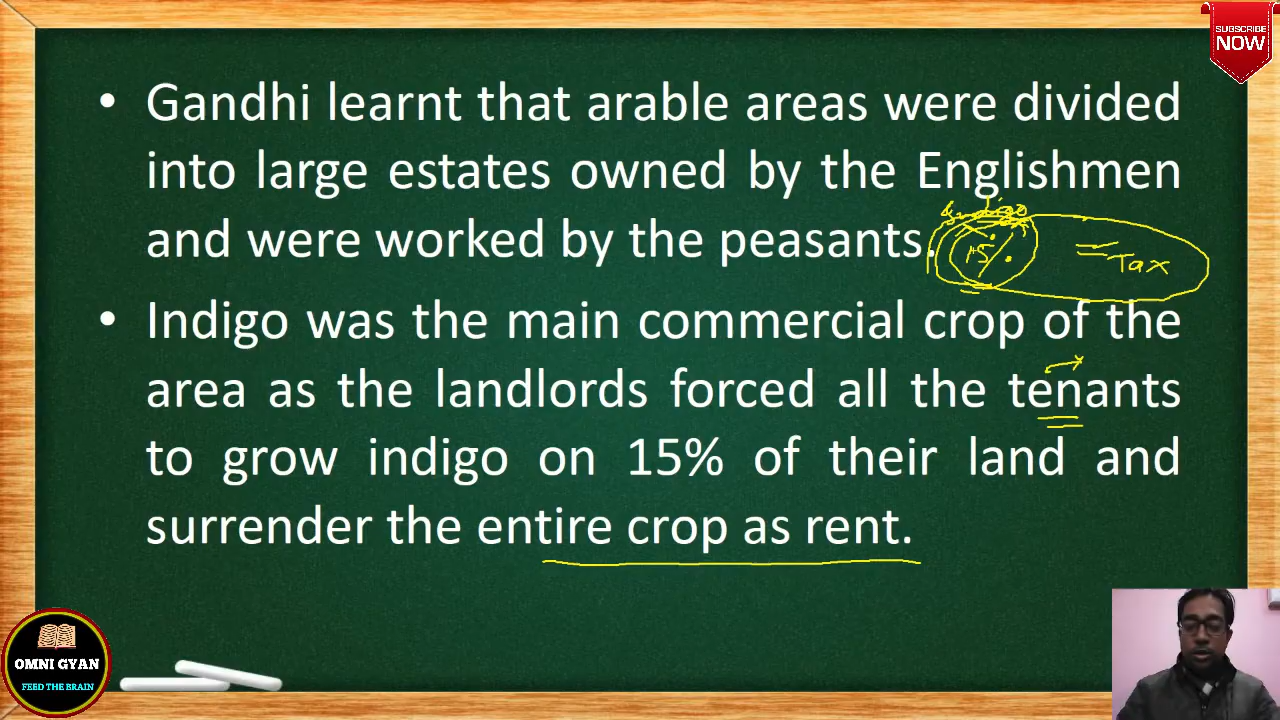 SUBSCRIBE
NOW
• Gandhi learnt that arable areas were divided
into large estates owned by the Englishmen
and were worked by the peasants.
Indigo
15%
= Tax
• Indigo was the main commercial crop of the
area as the landlords forced all the tenants
to grow indigo on 15% of their land and
surrender the entire crop as rent.
OMNI GYAN
FEED THE BRAIN